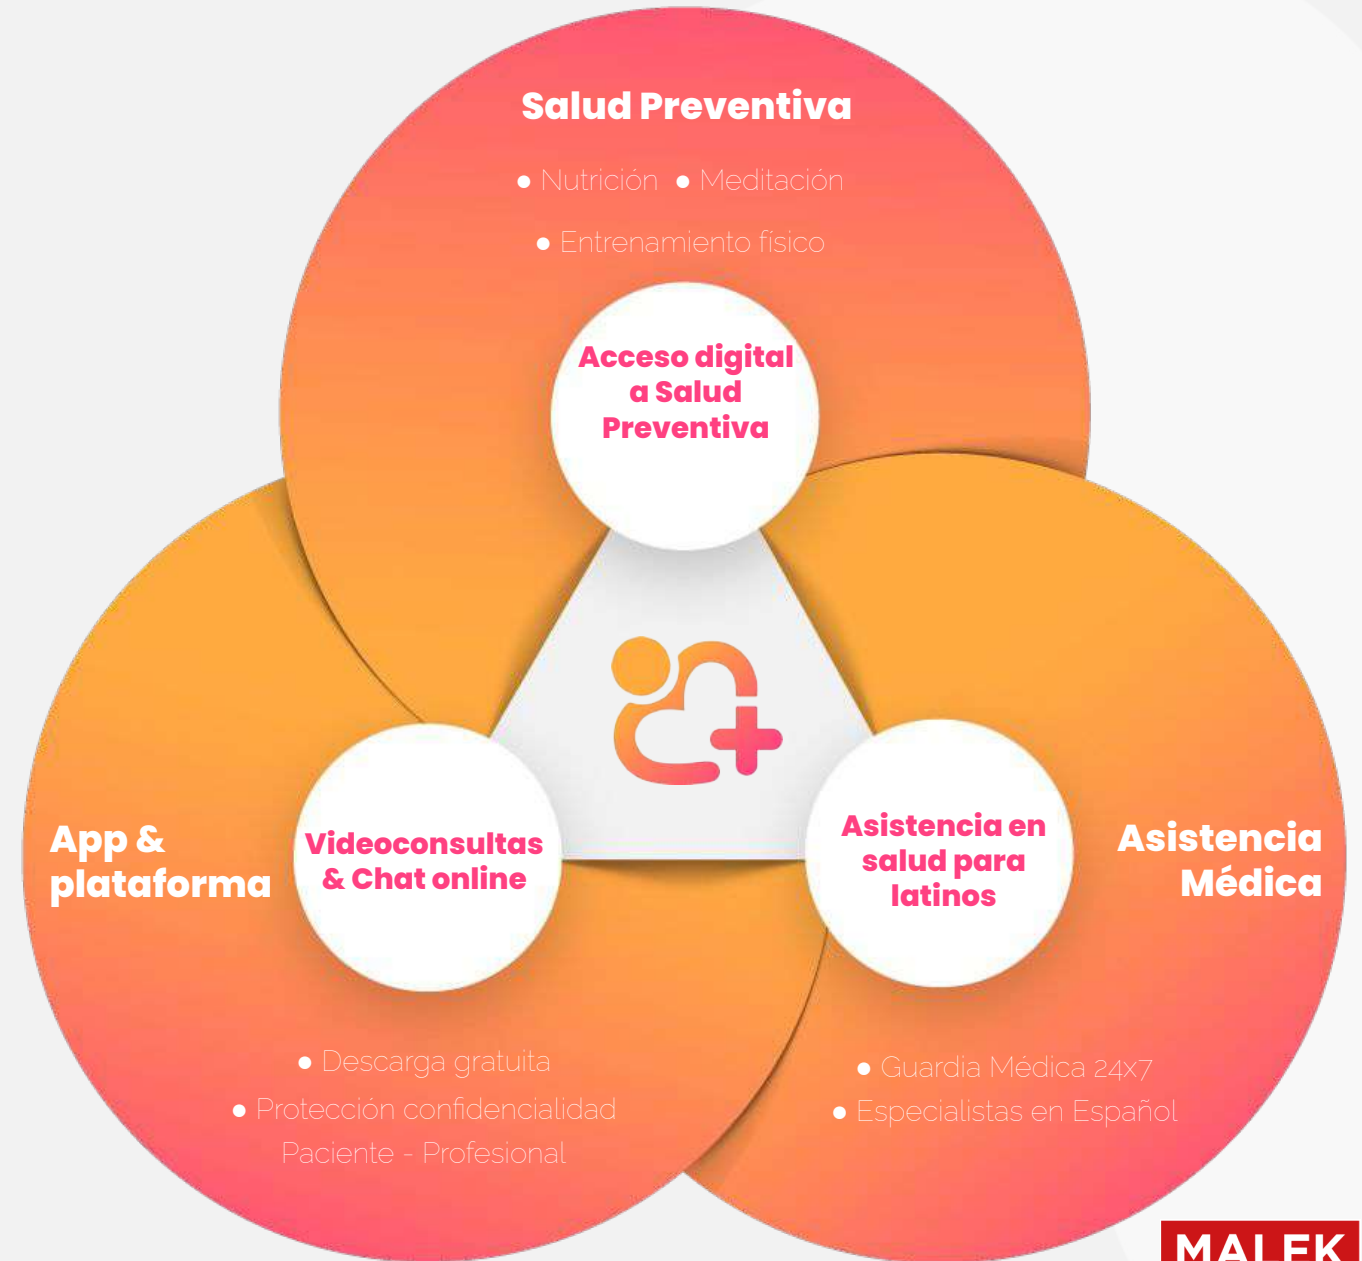 Salud Preventiva
● Nutrición ● Meditación
● Entrenamiento físico
Acceso digital
a Salud
Preventiva
App &
plataforma
Videoconsultas
& Chat online
● Descarga gratuita
● Protección confidencialidad
Paciente - Profesional
Asistencia en
salud para
latinos
Asistencia
Médica
● Guardia Médica 24x7
● Especialistas en Español
MALEK